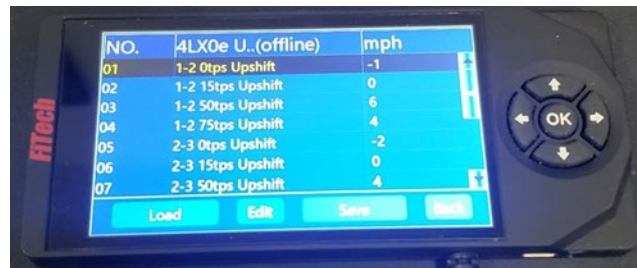 NO. 4LX0e U..(offline) mph
01 1-2 0tps Upshift -1
02 1-2 15tps Upshift 0
03 1-2 50tps Upshift 6
04 1-2 75tps Upshift 4
05 2-3 0tps Upshift -2
06 2-3 15tps Upshift 0
07 2-3 50tps Upshift 4
Load Edit Save Back
FiTech
OK